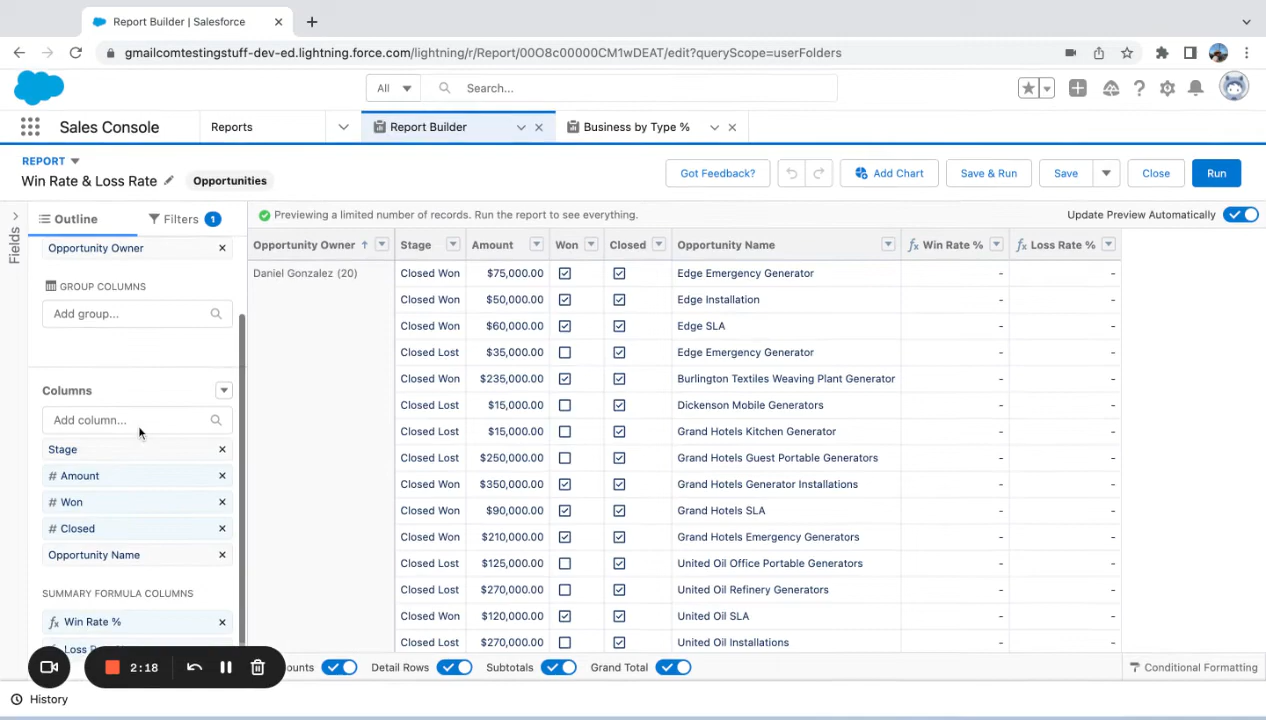 Report Builder | Salesforce
gmailcomtestingstuff-dev-ed.lightning.force.com/lightning/r/Report/00O8c00000CM1wDEAT/edit?queryScope=userFolders
All Search...
Sales Console Reports Report Builder Business by Type %
REPORT
Win Rate & Loss Rate Opportunities
Got Feedback? Add Chart Save & Run Save Close Run
Fields
Outline Filters 1
Previewing a limited number of records. Run the report to see everything. Update Preview Automatically
Opportunity Owner
GROUP COLUMNS
Add group...
Columns
Add column...
Stage
# Amount
# Won
# Closed
Opportunity Name
SUMMARY FORMULA COLUMNS
fx Win Rate %
Opportunity Owner Stage Amount Won Closed Opportunity Name fx Win Rate % fx Loss Rate %
Daniel Gonzalez (20) Closed Won $75,000.00 Edge Emergency Generator - -
Closed Won $50,000.00 Edge Installation - -
Closed Won $60,000.00 Edge SLA - -
Closed Lost $35,000.00 Edge Emergency Generator - -
Closed Won $235,000.00 Burlington Textiles Weaving Plant Generator - -
Closed Lost $15,000.00 Dickenson Mobile Generators - -
Closed Lost $15,000.00 Grand Hotels Kitchen Generator - -
Closed Lost $250,000.00 Grand Hotels Guest Portable Generators - -
Closed Won $350,000.00 Grand Hotels Generator Installations - -
Closed Won $90,000.00 Grand Hotels SLA - -
Closed Won $210,000.00 Grand Hotels Emergency Generators - -
Closed Lost $125,000.00 United Oil Office Portable Generators - -
Closed Lost $270,000.00 United Oil Refinery Generators - -
Closed Won $120,000.00 United Oil SLA - -
Closed Lost $270,000.00 United Oil Installations - -
2:18
Detail Rows Subtotals Grand Total Conditional Formatting
History